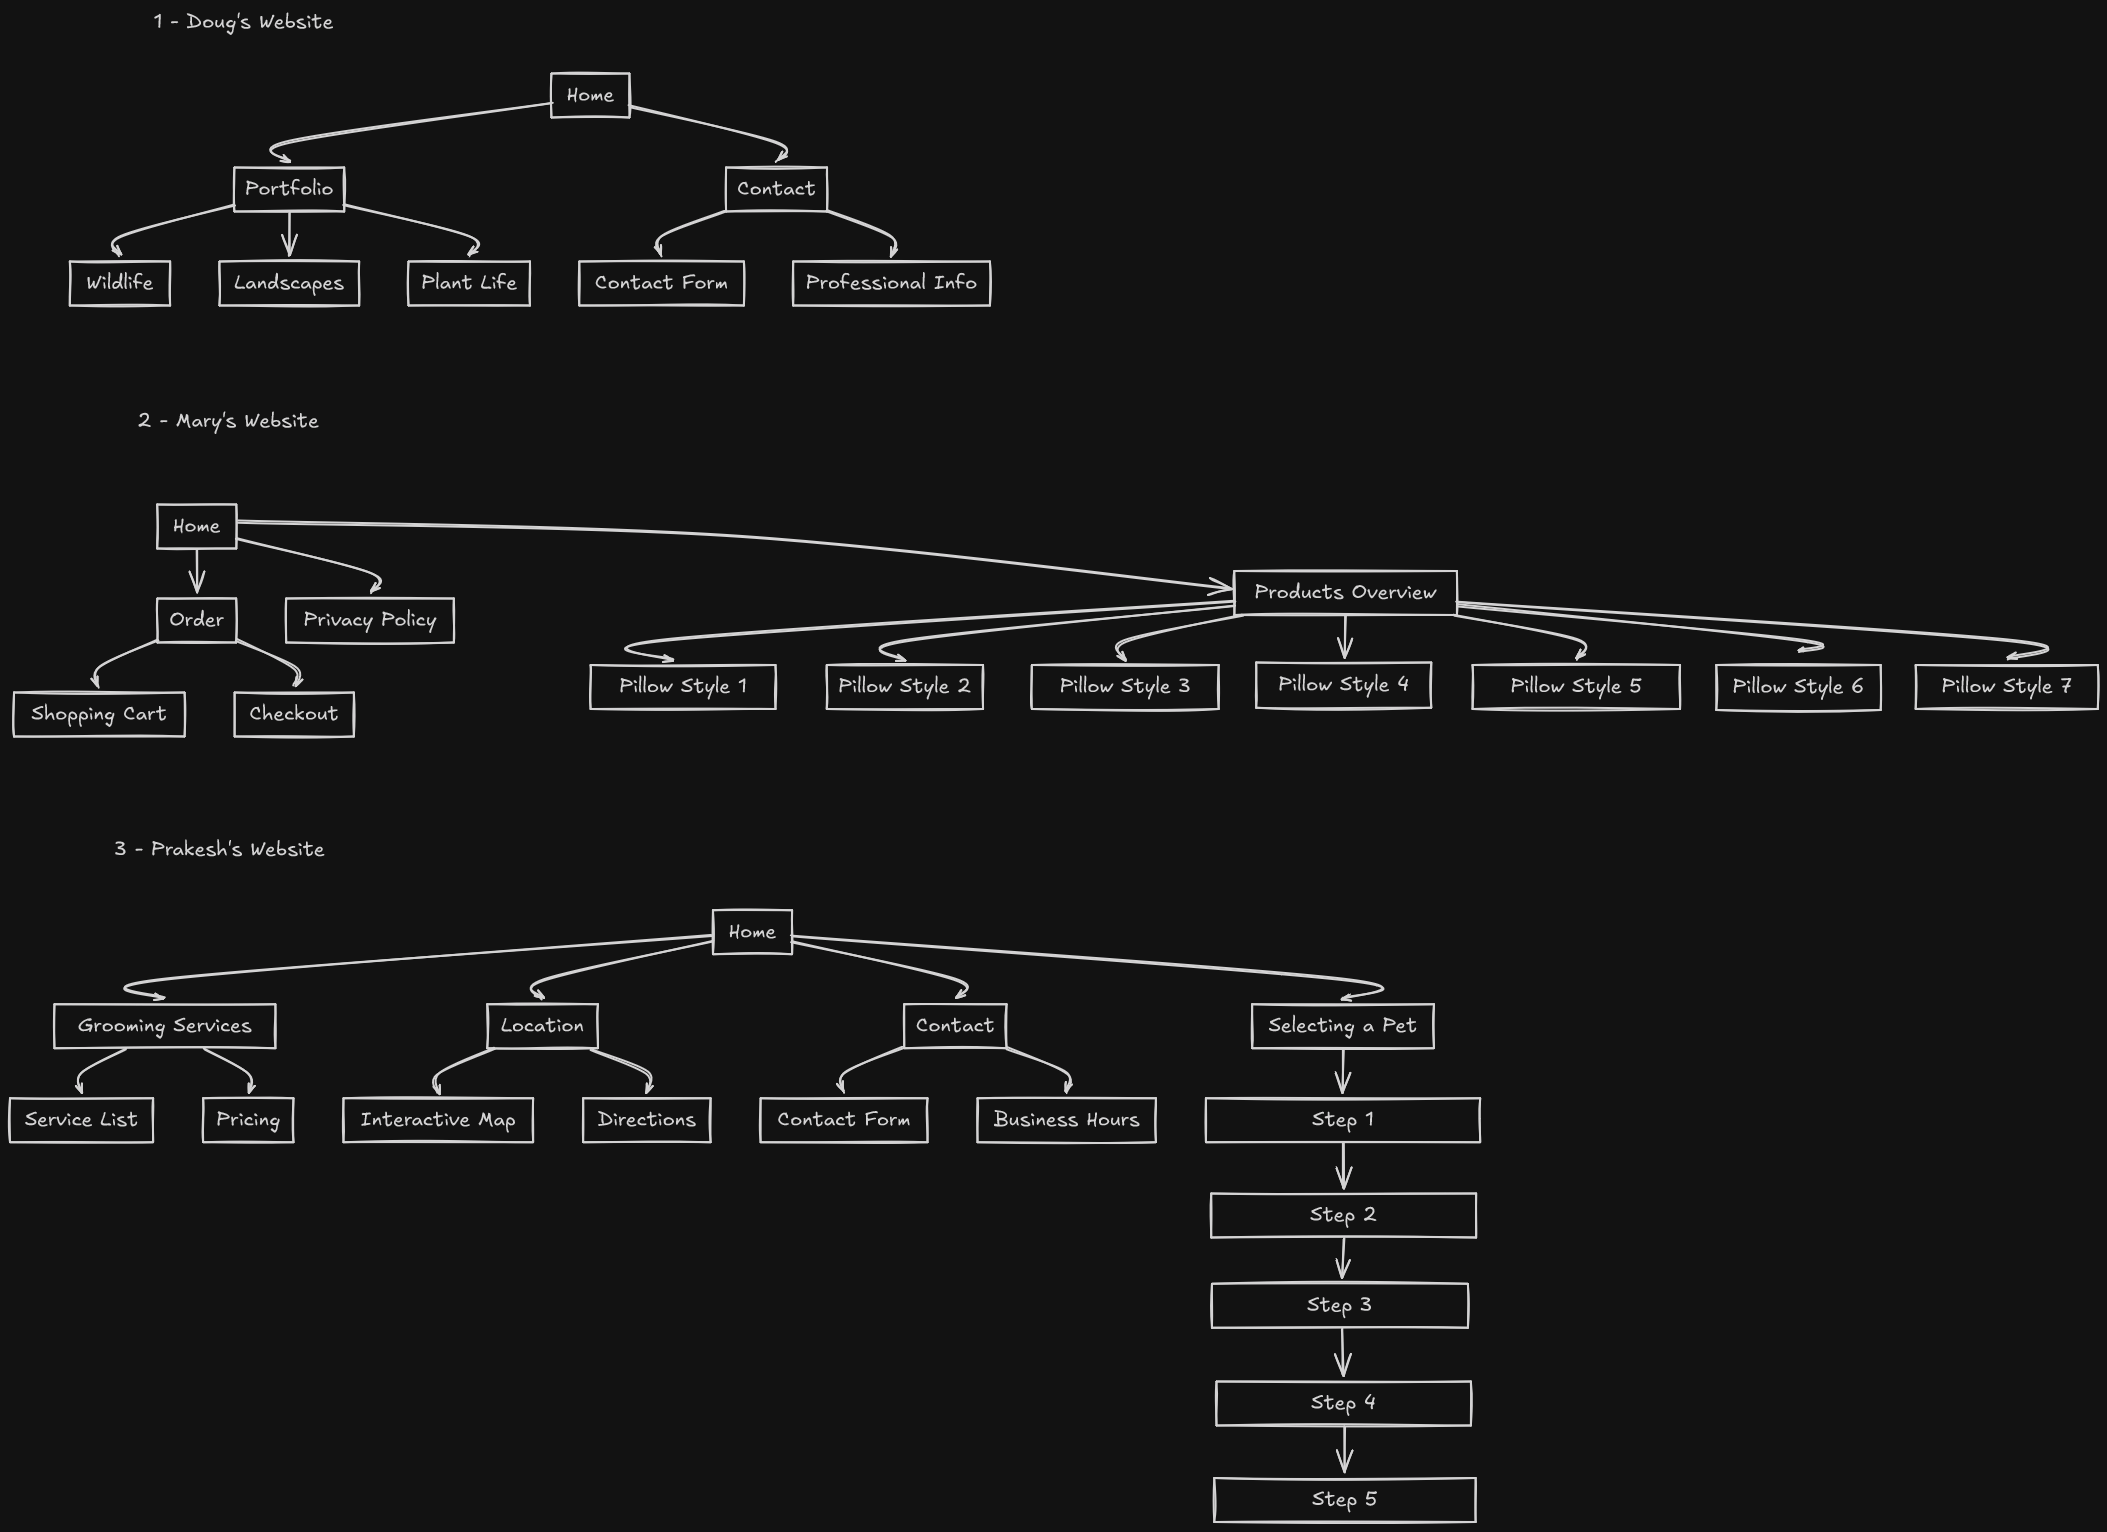 1 - Doug's Website
Home
Portfolio
Contact
Wildlife
Landscapes
Plant Life
Contact Form
Professional Info
2 - Mary's Website
Home
Products Overview
Order
Privacy Policy
Pillow Style 1
Pillow Style 2
Pillow Style 3
Pillow Style 4
Pillow Style 5
Pillow Style 6
Pillow Style 7
Shopping Cart
Checkout
3 - Prakesh's Website
Home
Grooming Services
Location
Contact
Selecting a Pet
Service List
Pricing
Interactive Map
Directions
Contact Form
Business Hours
Step 1
Step 2
Step 3
Step 4
Step 5